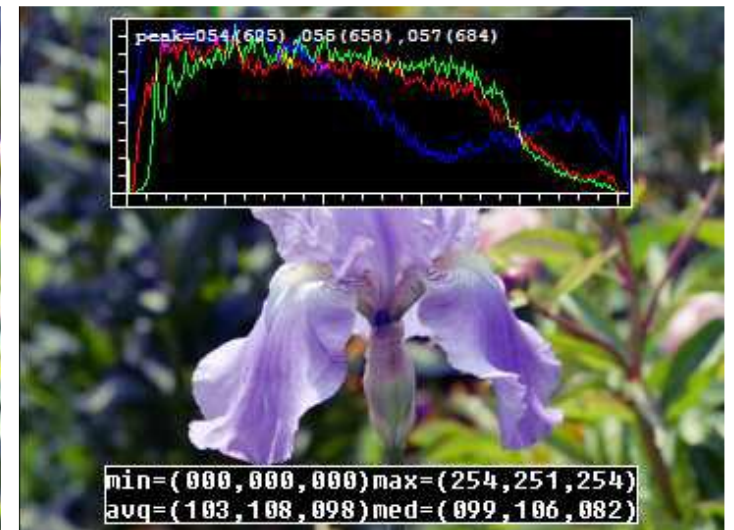 peak=054(605),055(658),057(684)
min=(000,000,000)max=(254,251,254)
avg=(103,108,098)med=(099,106,082)